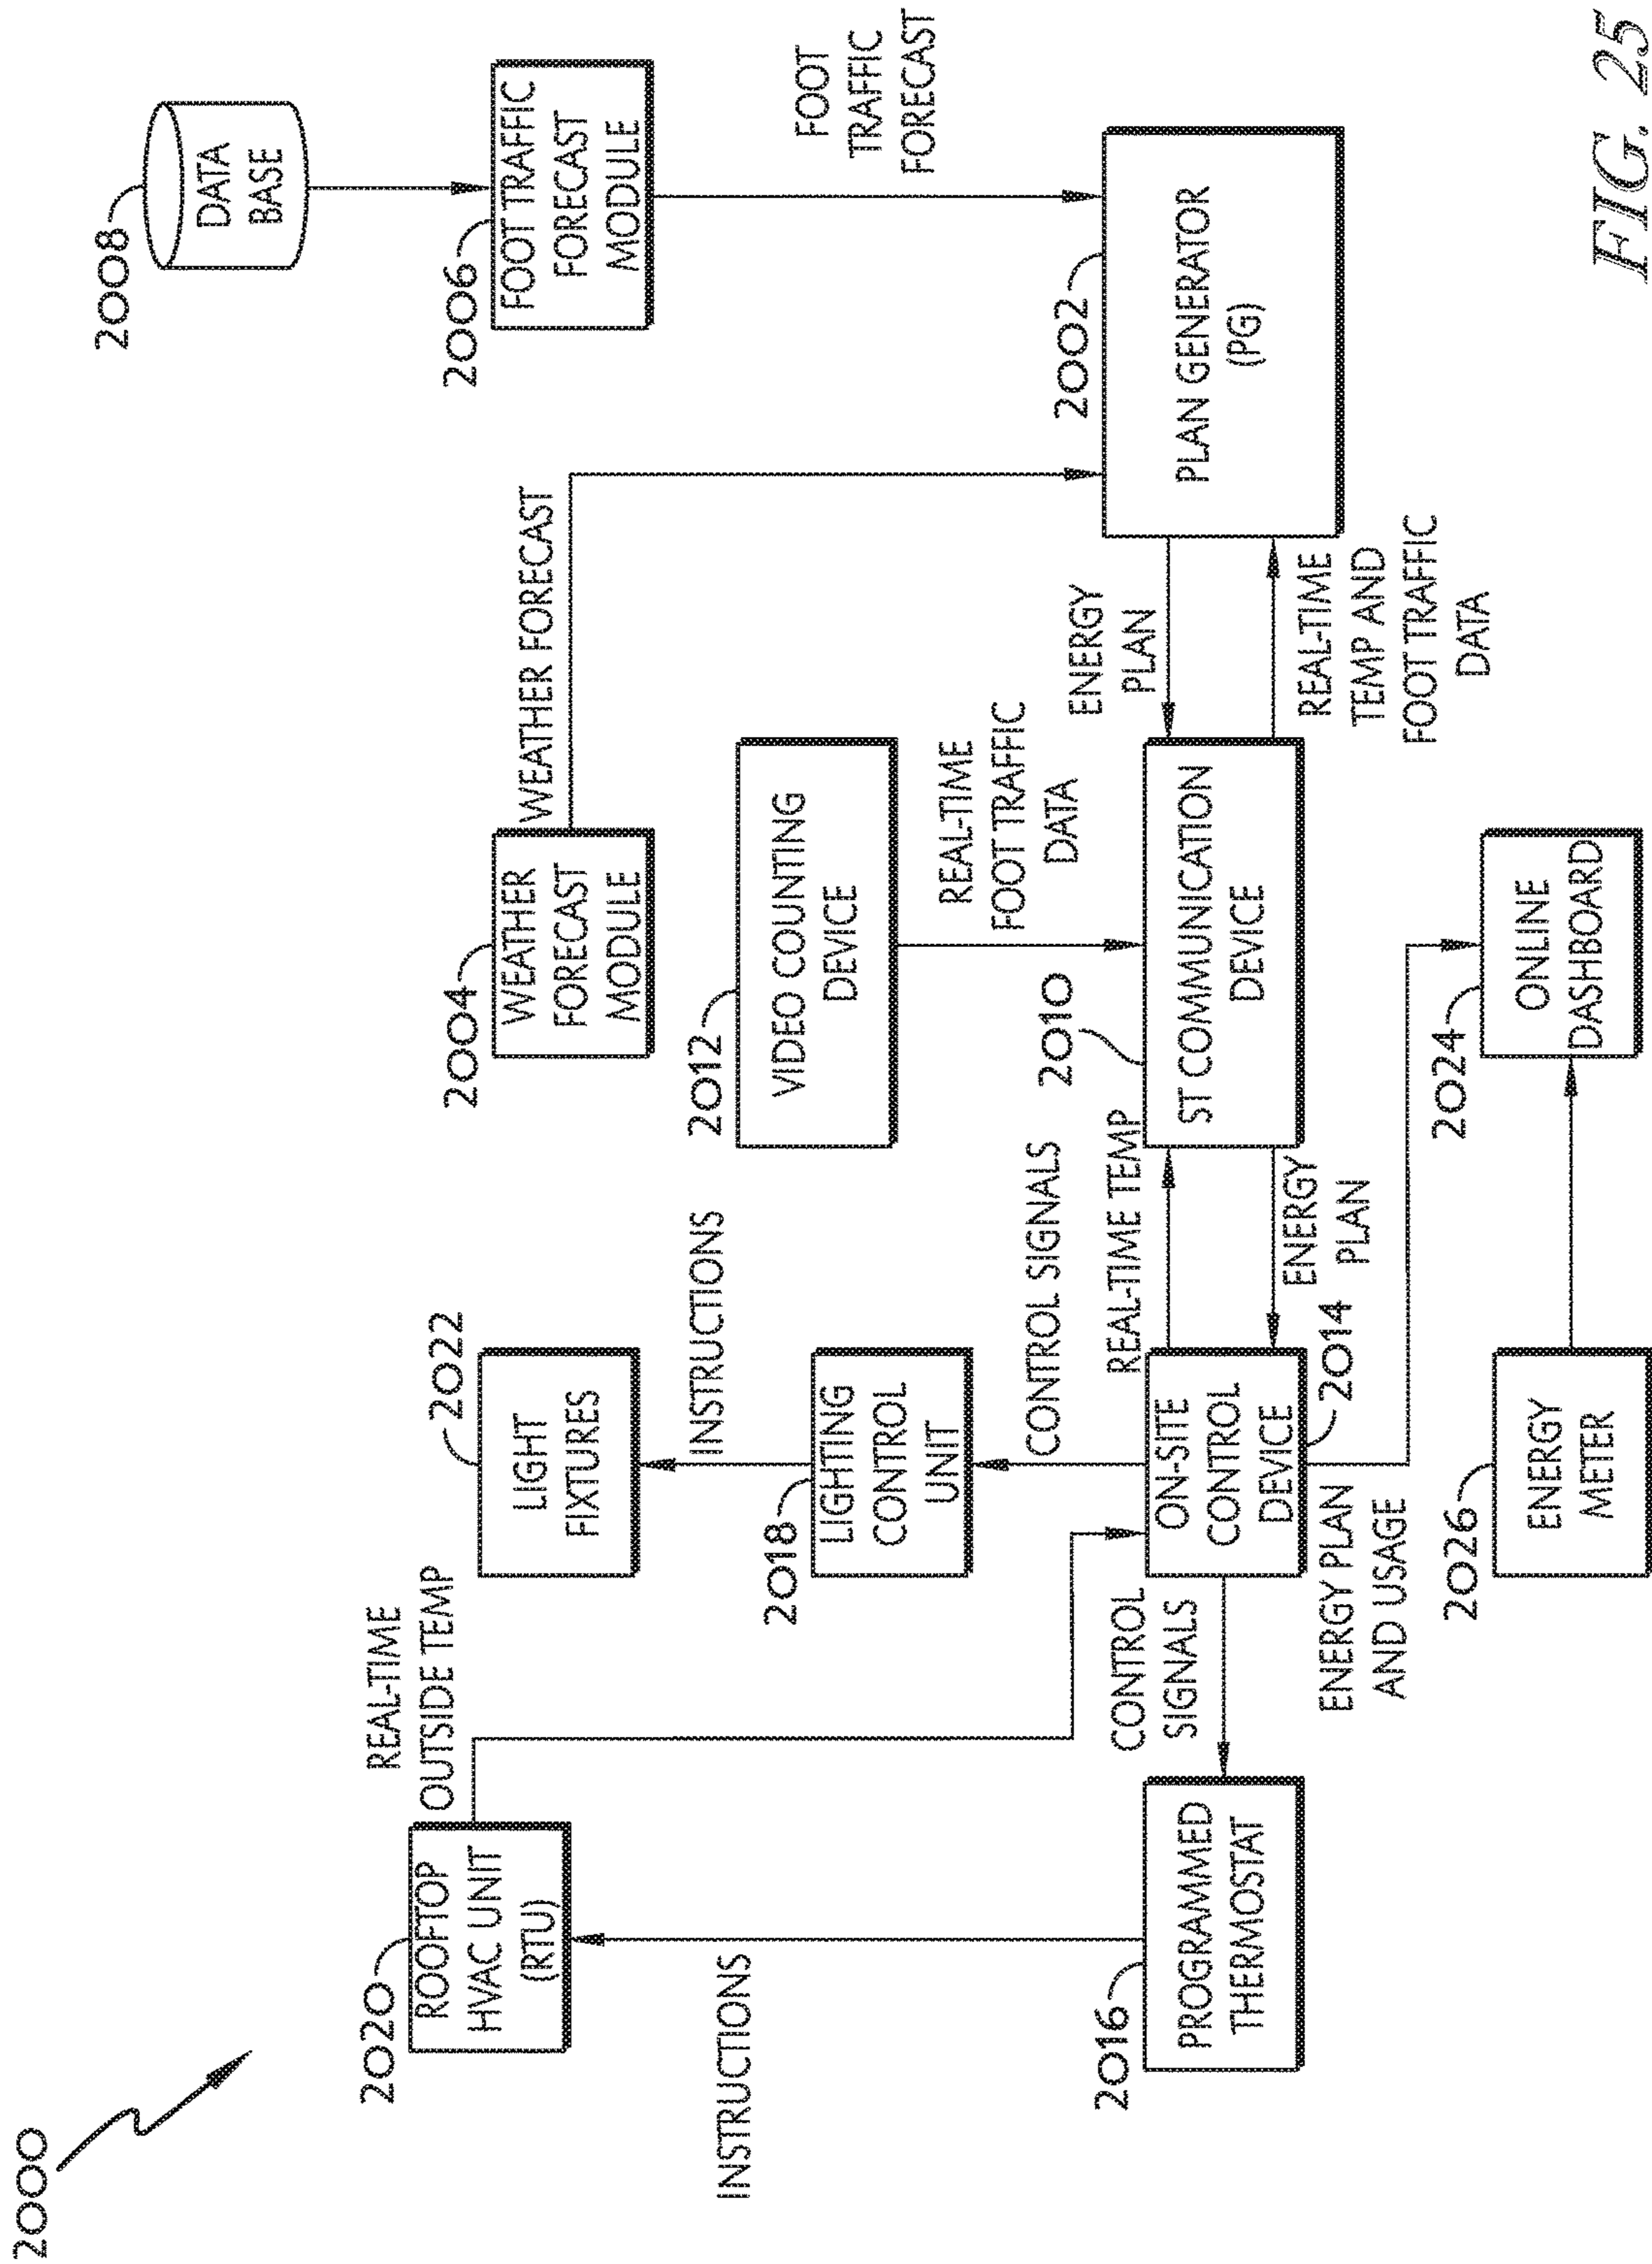 2000
2008
DATA
BASE
2006
FOOT TRAFFIC
FORECAST
MODULE
FOOT
TRAFFIC
FORECAST
2004
WEATHER
FORECAST
MODULE
WEATHER FORECAST
2002
PLAN GENERATOR
(PG)
2012
VIDEO COUNTING
DEVICE
REAL-TIME
FOOT TRAFFIC
DATA
ENERGY
PLAN
REAL-TIME
TEMP AND
FOOT TRAFFIC
DATA
2010
ST COMMUNICATION
DEVICE
2022
LIGHT
FIXTURES
INSTRUCTIONS
2018
LIGHTING
CONTROL
UNIT
CONTROL SIGNALS
REAL-TIME TEMP
ENERGY
PLAN
2014
ON-SITE
CONTROL
DEVICE
REAL-TIME
OUTSIDE TEMP
2020
ROOFTOP
HVAC UNIT
(RTU)
INSTRUCTIONS
2016
PROGRAMMED
THERMOSTAT
CONTROL
SIGNALS
ENERGY PLAN
AND USAGE
2024
ONLINE
DASHBOARD
2026
ENERGY
METER
FIG. 25